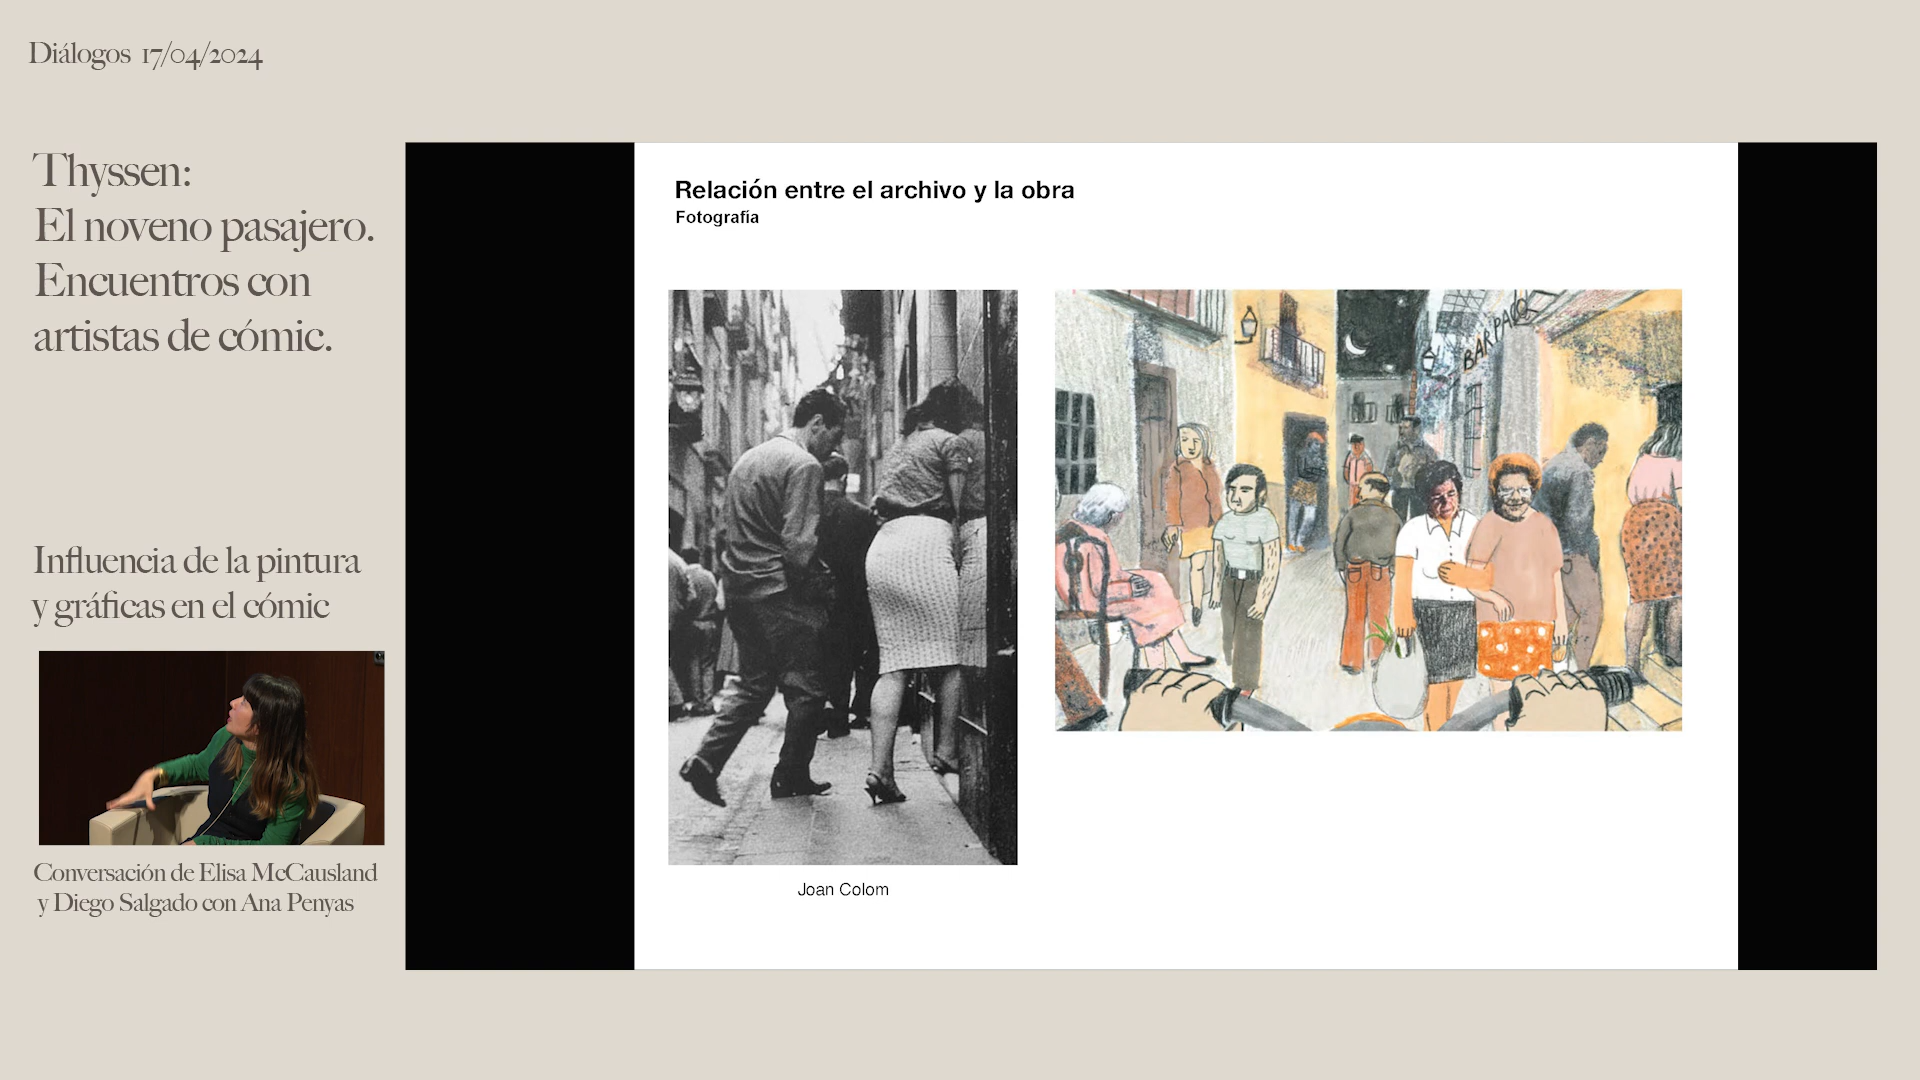 Diálogos 17/04/2024
Thyssen:
El noveno pasajero.
Encuentros con
artistas de cómic.
Influencia de la pintura
y gráficas en el cómic
Conversación de Elisa McCausland
y Diego Salgado con Ana Penyas
Relación entre el archivo y la obra
Fotografía
BAR PACO
Joan Colom